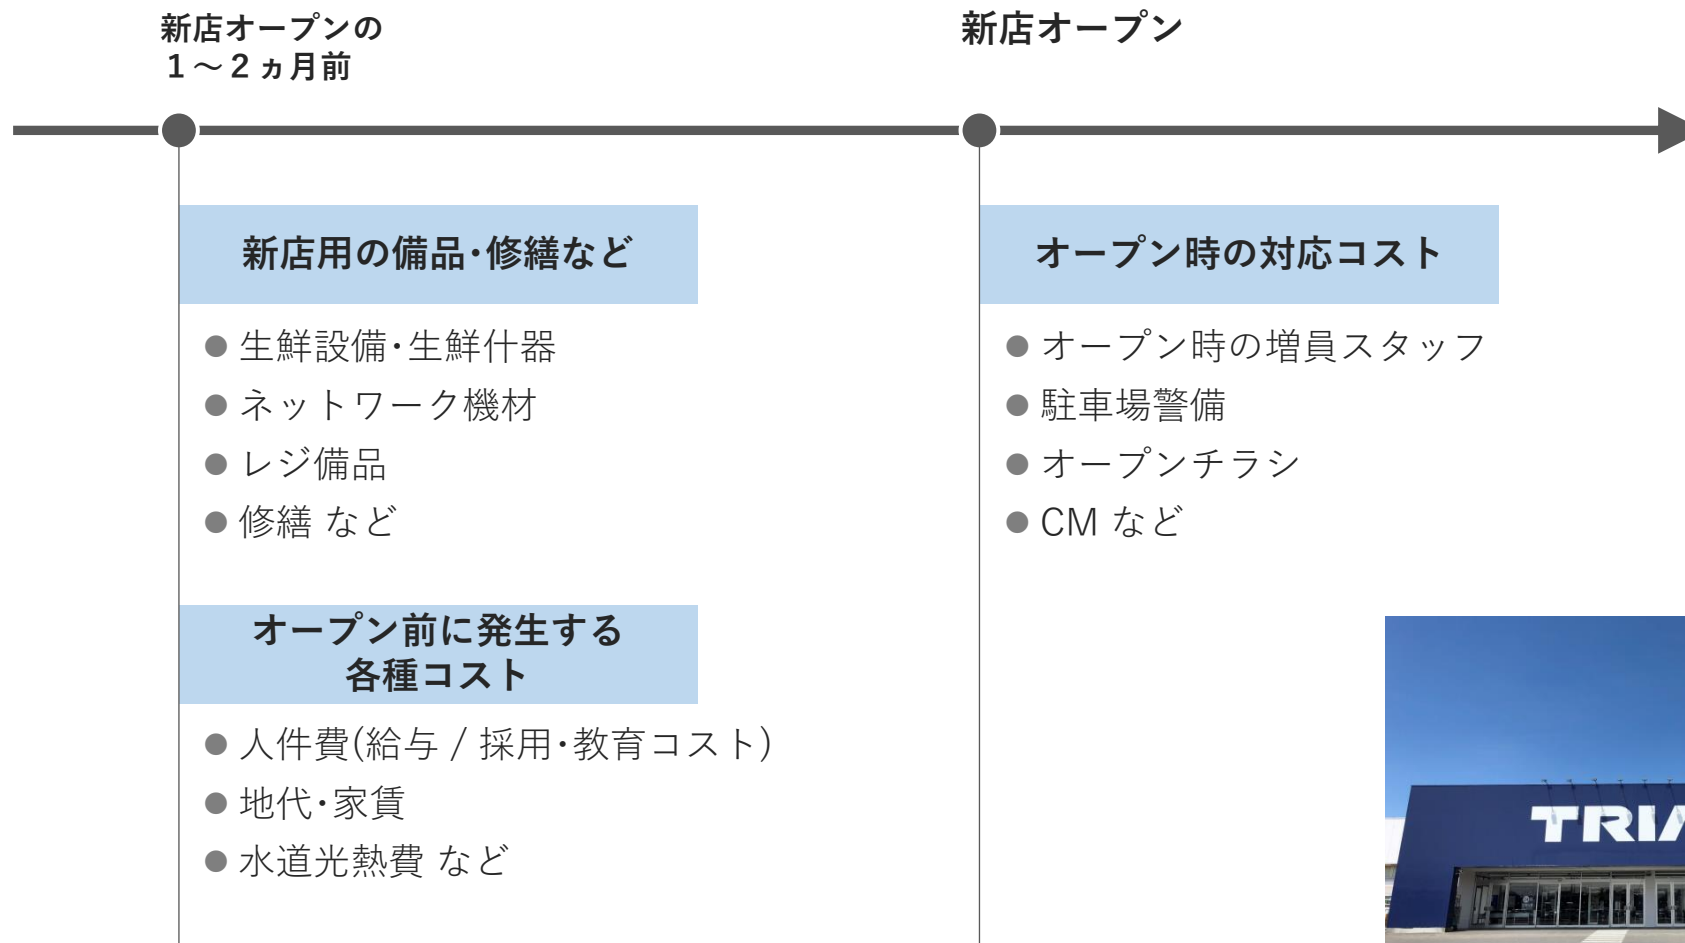 新店オープンの
1～2ヵ月前
新店オープン
新店用の備品･修繕など
● 生鮮設備･生鮮什器
● ネットワーク機材
● レジ備品
● 修繕 など
オープン前に発生する
各種コスト
● 人件費(給与 / 採用･教育コスト)
● 地代･家賃
● 水道光熱費 など
オープン時の対応コスト
● オープン時の増員スタッフ
● 駐車場警備
● オープンチラシ
● CM など
TRIA